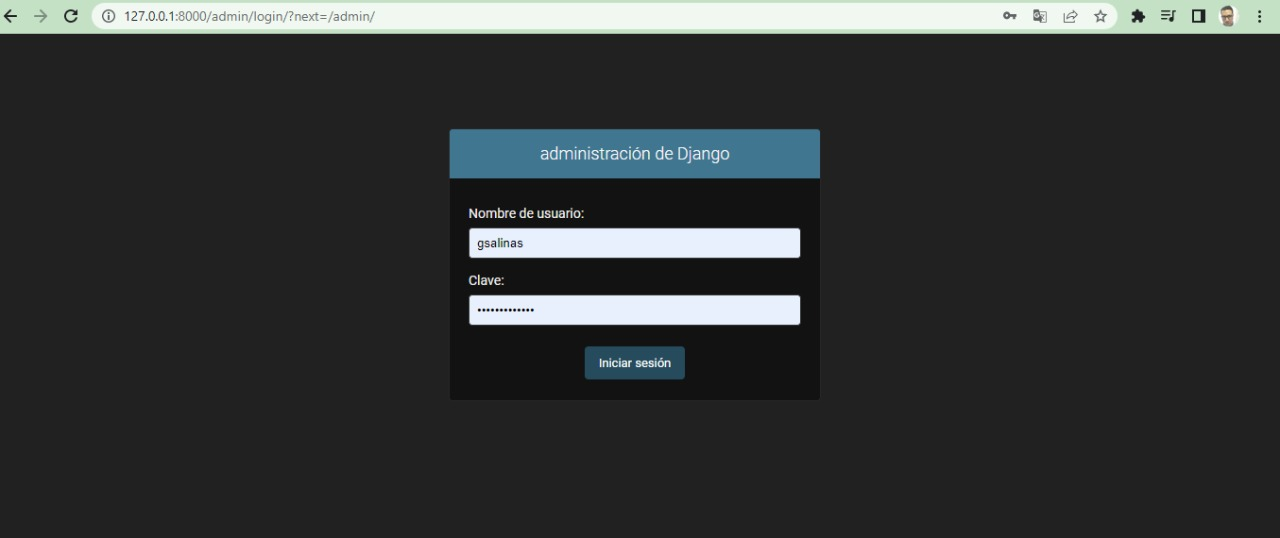 127.0.0.1:8000/admin/login/?next=/admin/
administración de Django
Nombre de usuario:
gsalinas
Clave:
•••••••••••••
Iniciar sesión